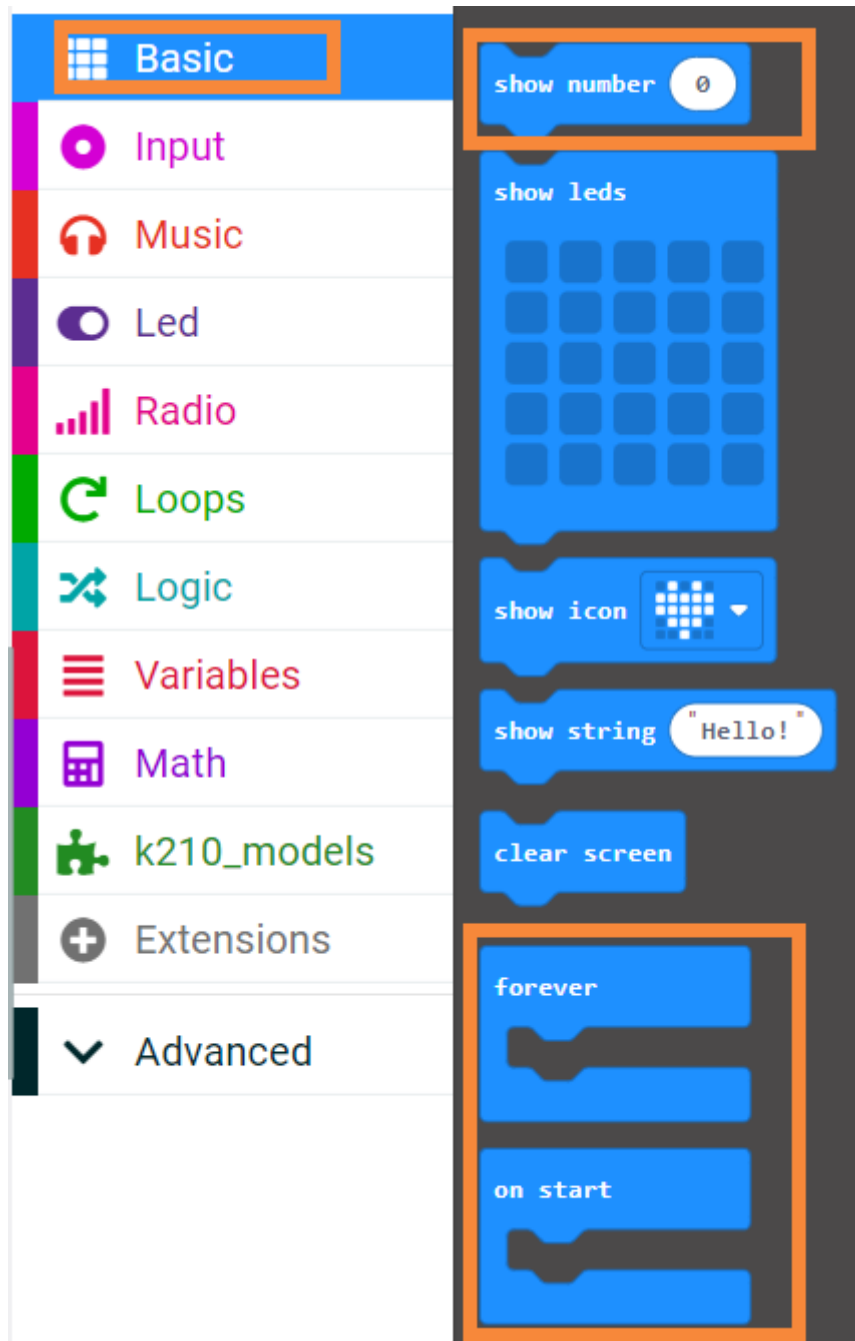 Basic
Input
Music
Led
Radio
Loops
Logic
Variables
Math
k210_models
Extensions
Advanced
show number 0
show leds
show icon
show string "Hello!"
clear screen
forever
on start